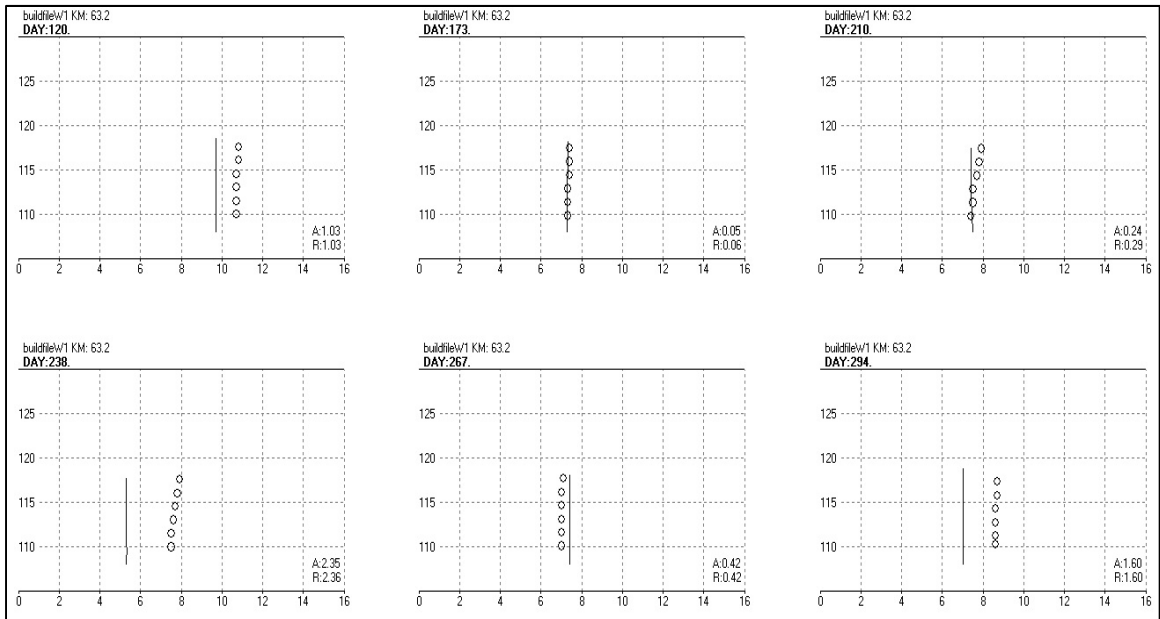 buildfileW1 KM: 63.2
DAY:120.
125
120
115
110
A:1.03
R:1.03
0 2 4 6 8 10 12 14 16
buildfileW1 KM: 63.2
DAY:173.
125
120
115
110
A:0.05
R:0.06
0 2 4 6 8 10 12 14 16
buildfileW1 KM: 63.2
DAY:210.
125
120
115
110
A:0.24
R:0.29
0 2 4 6 8 10 12 14 16
buildfileW1 KM: 63.2
DAY:238.
125
120
115
110
A:2.35
R:2.36
0 2 4 6 8 10 12 14 16
buildfileW1 KM: 63.2
DAY:267.
125
120
115
110
A:0.42
R:0.42
0 2 4 6 8 10 12 14 16
buildfileW1 KM: 63.2
DAY:294.
125
120
115
110
A:1.60
R:1.60
0 2 4 6 8 10 12 14 16